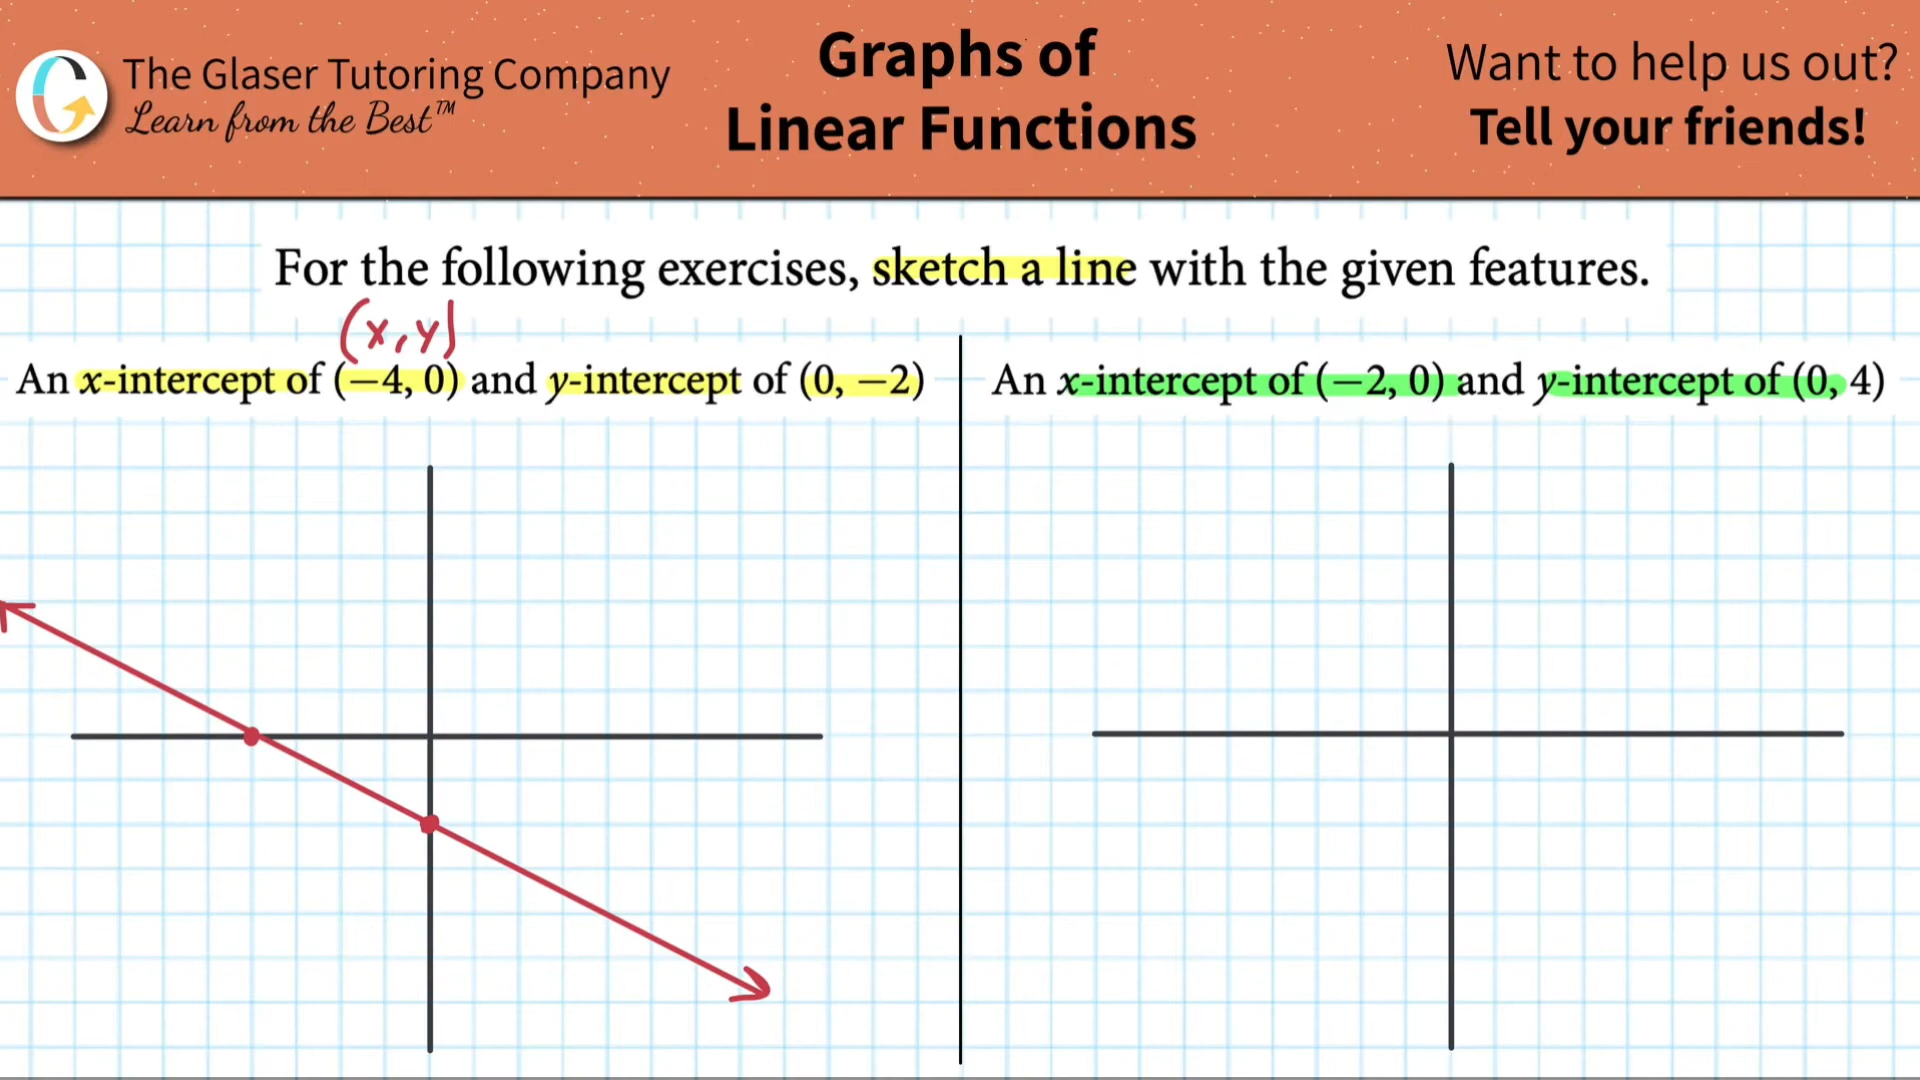 The Glaser Tutoring Company
Learn from the Best™
Graphs of
Linear Functions
Want to help us out?
Tell your friends!
For the following exercises, sketch a line with the given features.
(x,y)
An x-intercept of (−4, 0) and y-intercept of (0, −2)
An x-intercept of (−2, 0) and y-intercept of (0, 4)